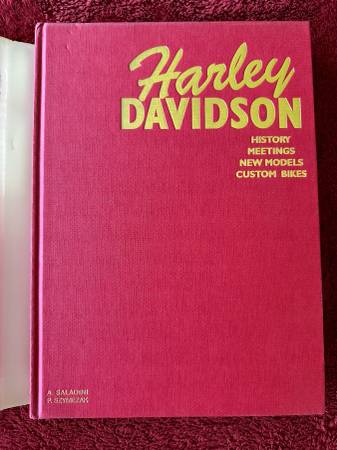 Harley
DAVIDSON
HISTORY
MEETINGS
NEW MODELS
CUSTOM BIKES
A. SALADINI
P. SZYMEZAK